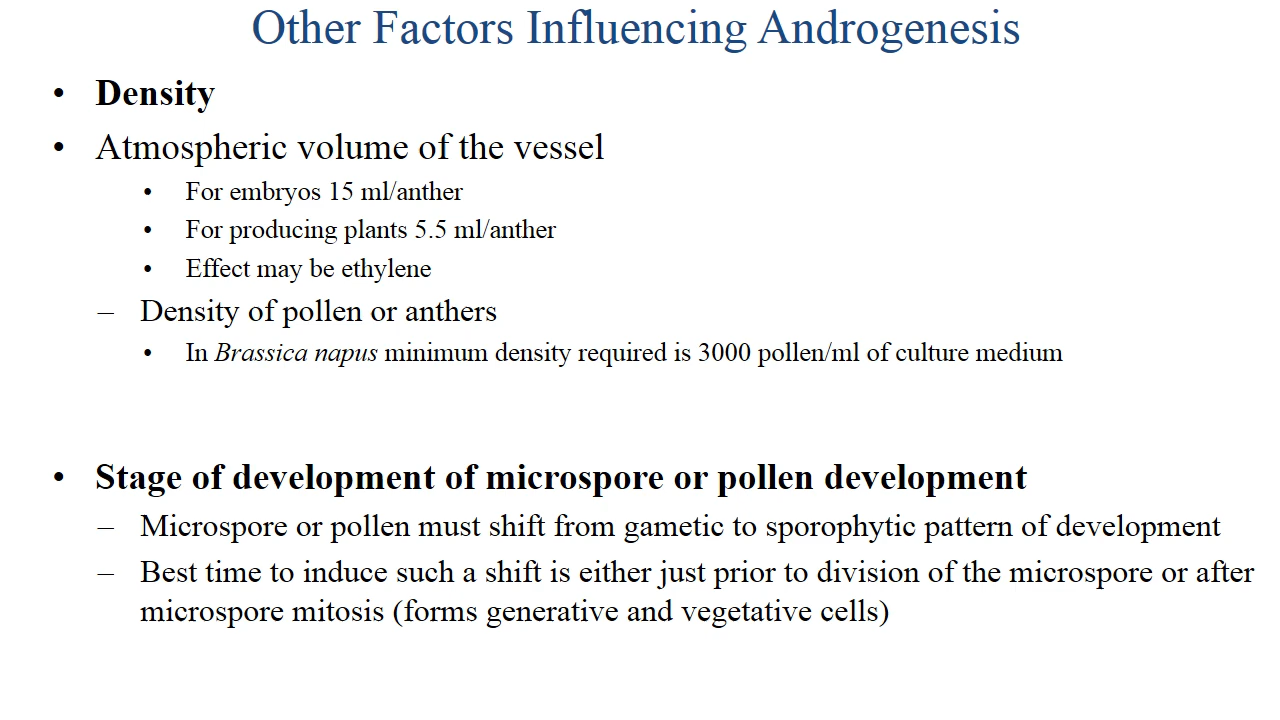 Other Factors Influencing Androgenesis
• Density
• Atmospheric volume of the vessel
• For embryos 15 ml/anther
• For producing plants 5.5 ml/anther
• Effect may be ethylene
– Density of pollen or anthers
• In Brassica napus minimum density required is 3000 pollen/ml of culture medium
• Stage of development of microspore or pollen development
– Microspore or pollen must shift from gametic to sporophytic pattern of development
– Best time to induce such a shift is either just prior to division of the microspore or after
microspore mitosis (forms generative and vegetative cells)